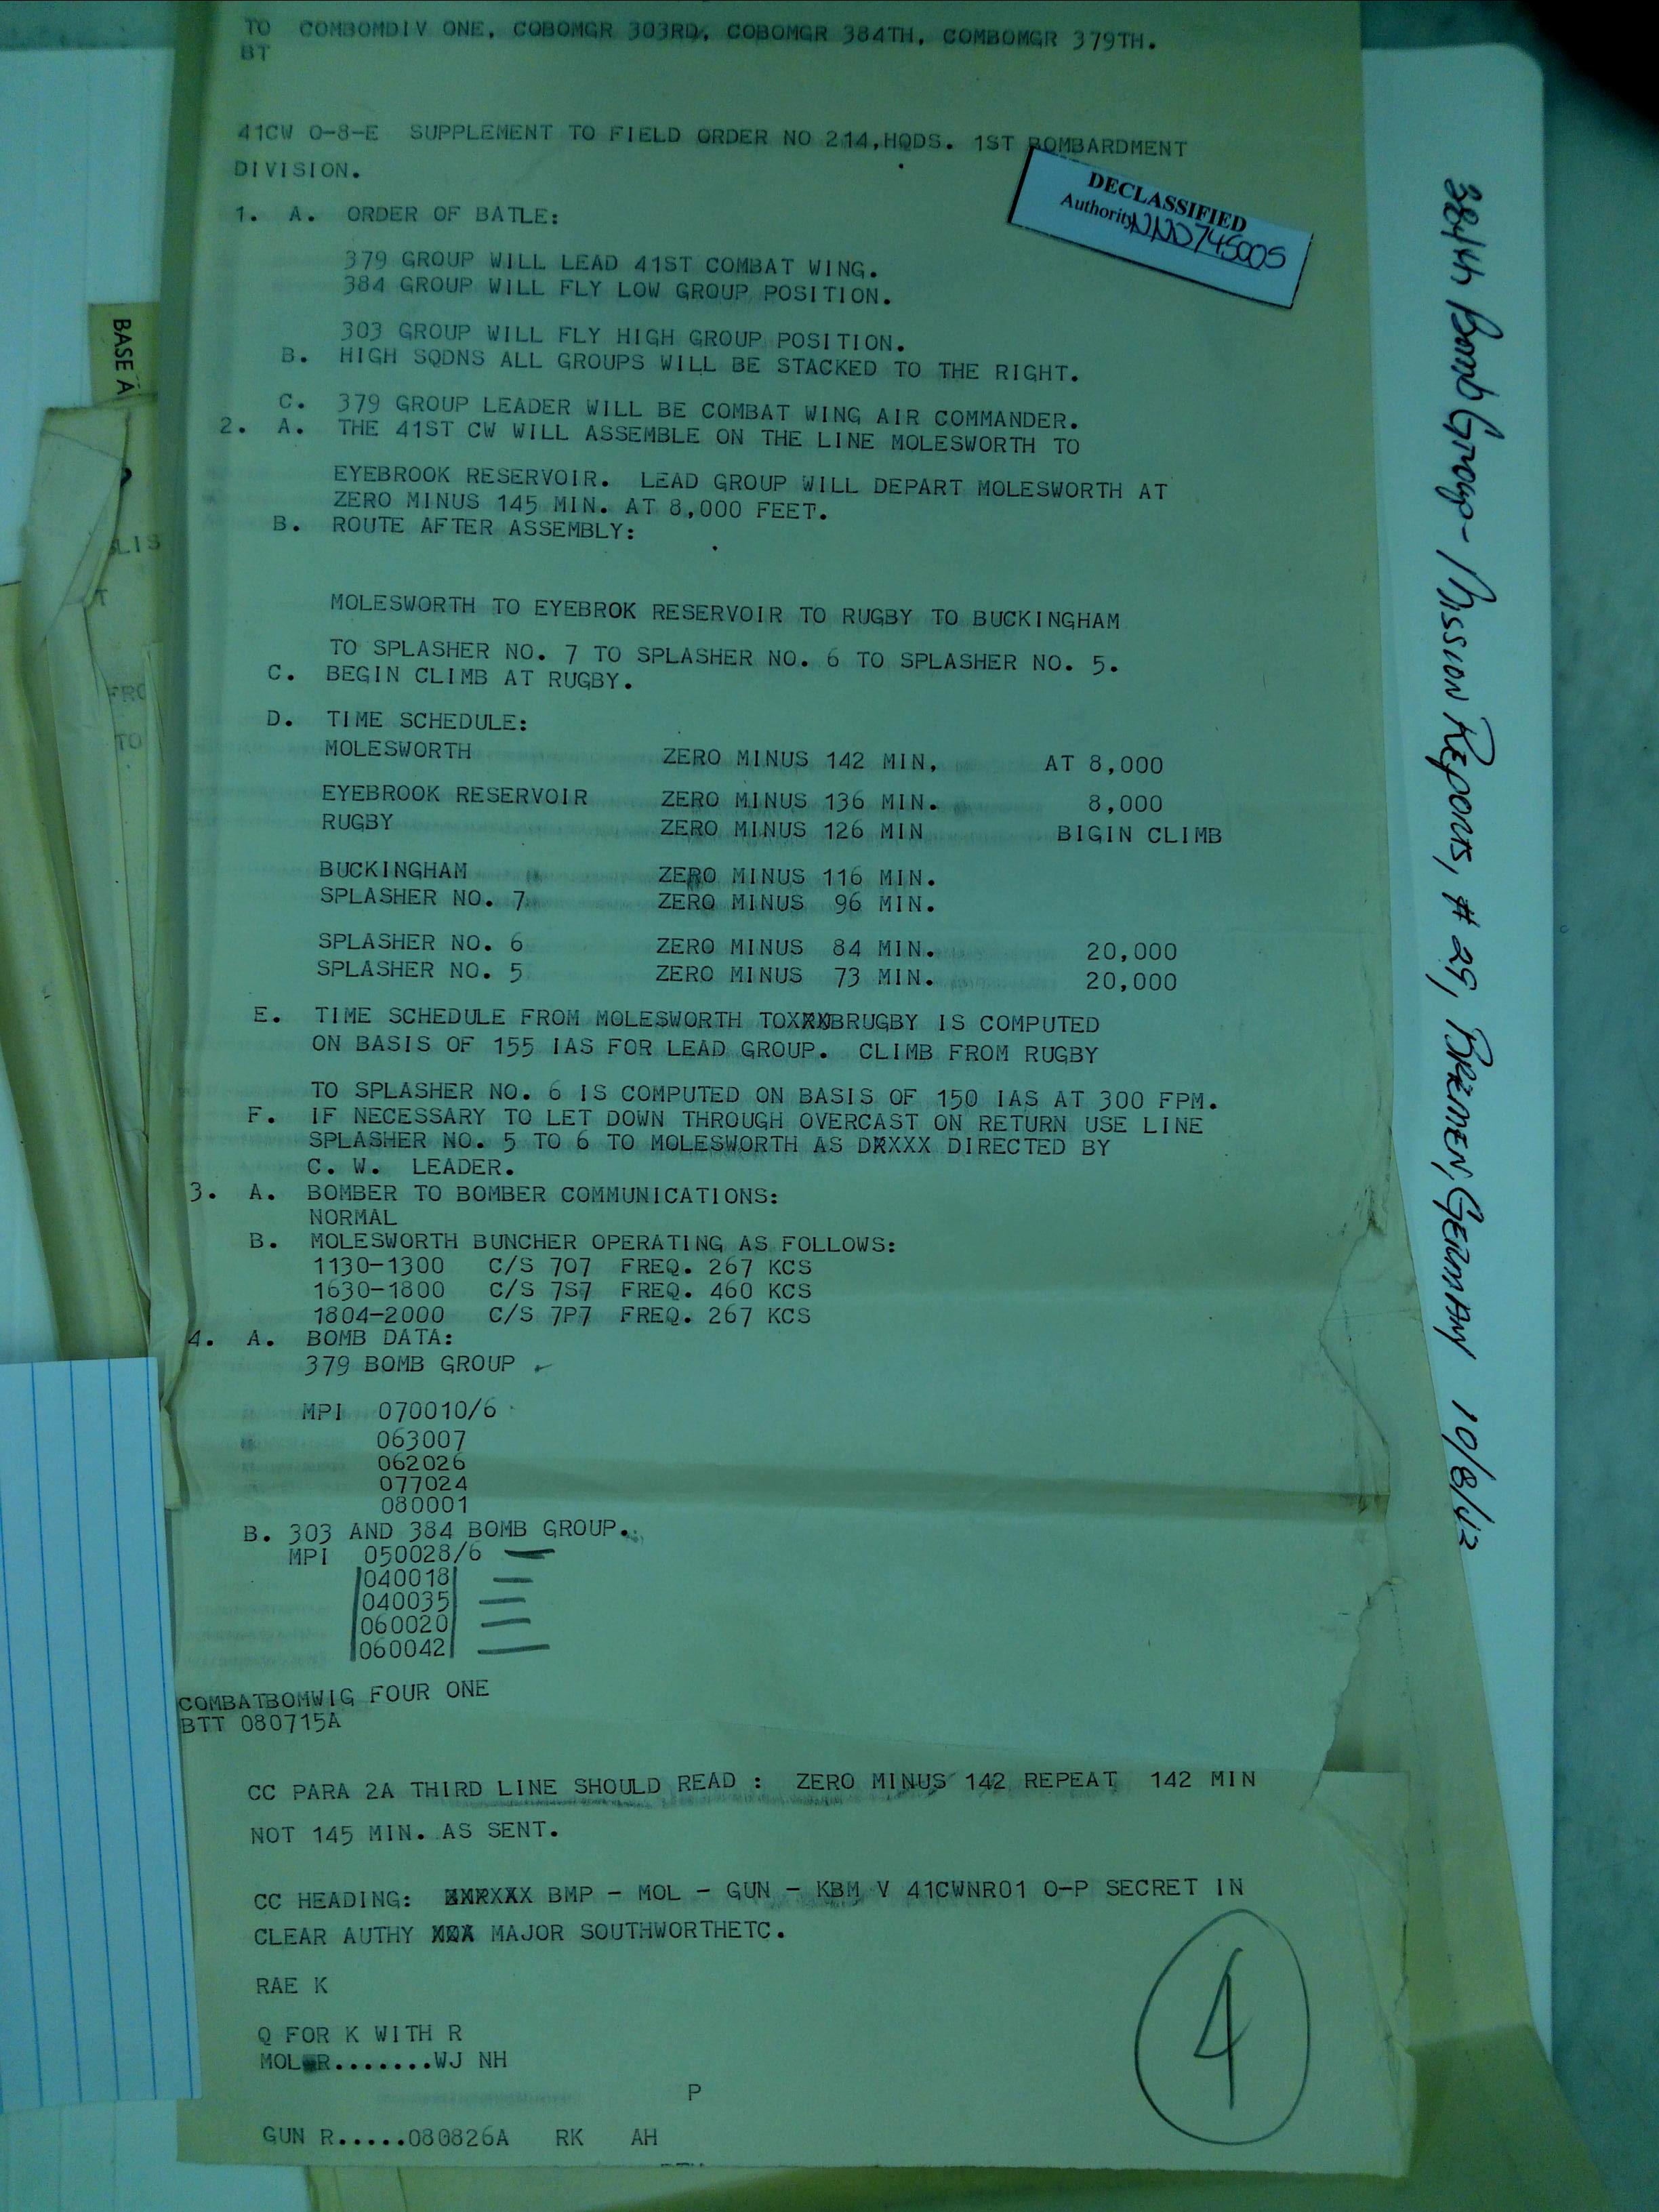 TO COMBOMDIV ONE, COBOMGR 303RD, COBOMGR 384TH, COMBOMGR 379TH.
BT
41CW O-8-E SUPPLEMENT TO FIELD ORDER NO 214,HQDS. 1ST BOMBARDMENT
DIVISION.
DECLASSIFIED
Authority NND745005
1. A. ORDER OF BATLE:
379 GROUP WILL LEAD 41ST COMBAT WING.
384 GROUP WILL FLY LOW GROUP POSITION.
303 GROUP WILL FLY HIGH GROUP POSITION.
B. HIGH SQDNS ALL GROUPS WILL BE STACKED TO THE RIGHT.
C. 379 GROUP LEADER WILL BE COMBAT WING AIR COMMANDER.
2. A. THE 41ST CW WILL ASSEMBLE ON THE LINE MOLESWORTH TO
EYEBROOK RESERVOIR. LEAD GROUP WILL DEPART MOLESWORTH AT
ZERO MINUS 145 MIN. AT 8,000 FEET.
B. ROUTE AFTER ASSEMBLY:
MOLESWORTH TO EYEBROK RESERVOIR TO RUGBY TO BUCKINGHAM
TO SPLASHER NO. 7 TO SPLASHER NO. 6 TO SPLASHER NO. 5.
C. BEGIN CLIMB AT RUGBY.
D. TIME SCHEDULE:
MOLESWORTH ZERO MINUS 142 MIN, AT 8,000
EYEBROOK RESERVOIR ZERO MINUS 136 MIN. 8,000
RUGBY ZERO MINUS 126 MIN BIGIN CLIMB
BUCKINGHAM ZERO MINUS 116 MIN.
SPLASHER NO. 7 ZERO MINUS 96 MIN.
SPLASHER NO. 6 ZERO MINUS 84 MIN. 20,000
SPLASHER NO. 5 ZERO MINUS 73 MIN. 20,000
E. TIME SCHEDULE FROM MOLESWORTH TOXXXBRUGBY IS COMPUTED
ON BASIS OF 155 IAS FOR LEAD GROUP. CLIMB FROM RUGBY
TO SPLASHER NO. 6 IS COMPUTED ON BASIS OF 150 IAS AT 300 FPM.
F. IF NECESSARY TO LET DOWN THROUGH OVERCAST ON RETURN USE LINE
SPLASHER NO. 5 TO 6 TO MOLESWORTH AS DRXXX DIRECTED BY
C. W. LEADER.
3. A. BOMBER TO BOMBER COMMUNICATIONS:
NORMAL
B. MOLESWORTH BUNCHER OPERATING AS FOLLOWS:
1130-1300 C/S 7O7 FREQ. 267 KCS
1630-1800 C/S 7S7 FREQ. 460 KCS
1804-2000 C/S 7P7 FREQ. 267 KCS
4. A. BOMB DATA:
379 BOMB GROUP
MPI 070010/6
063007
062026
077024
080001
B. 303 AND 384 BOMB GROUP.
MPI 050028/6
040018
040035
060020
060042
COMBATBOMWIG FOUR ONE
BTT 080715A
CC PARA 2A THIRD LINE SHOULD READ : ZERO MINUS 142 REPEAT 142 MIN
NOT 145 MIN. AS SENT.
CC HEADING: BMP - MOL - GUN - KBM V 41CWNR01 O-P SECRET IN
CLEAR AUTHY MAJOR SOUTHWORTHETC.
RAE K
Q FOR K WITH R
MOL R.......WJ NH
P
GUN R.....080826A RK AH
4
384th Bomb Group - Mission Reports, # 29, BREMEN, GERMANY 10/8/43
BASE A
LIS
T
FRO
TO